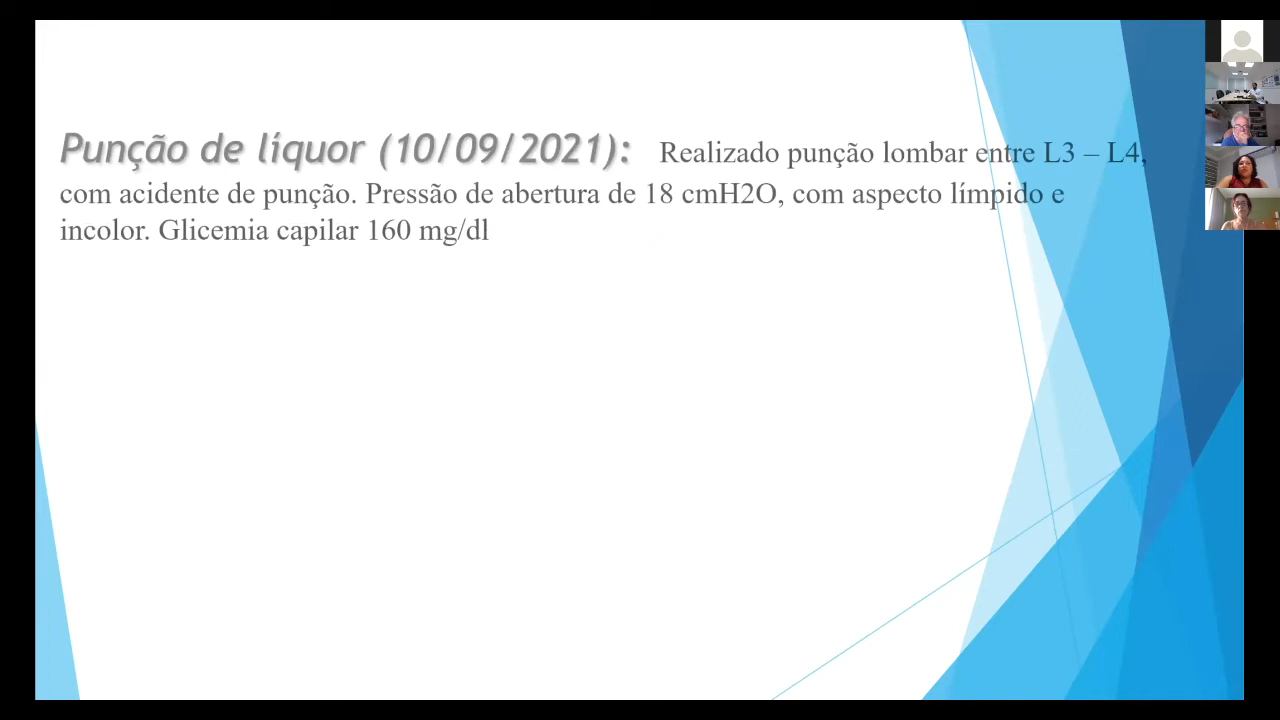 Punção de líquor (10/09/2021): Realizado punção lombar entre L3 – L4,
com acidente de punção. Pressão de abertura de 18 cmH2O, com aspecto límpido e
incolor. Glicemia capilar 160 mg/dl